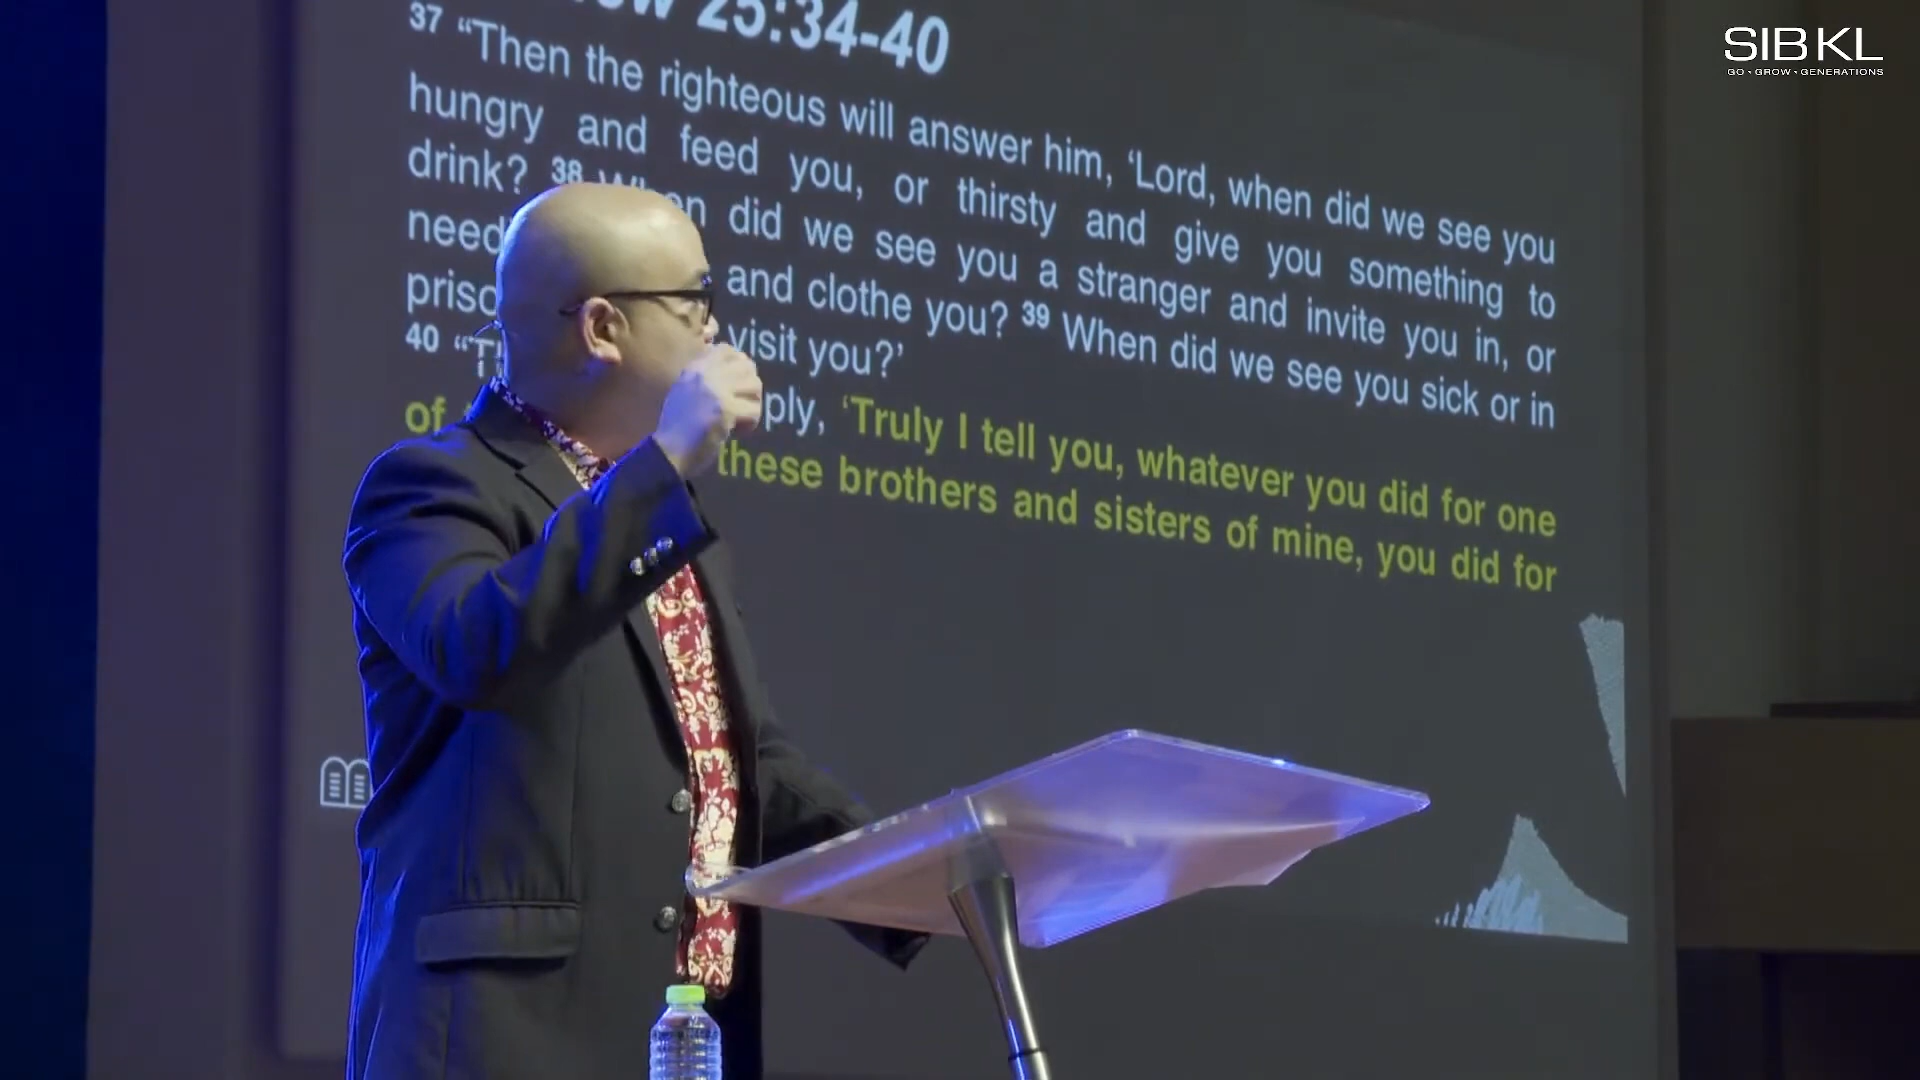 SIBKL
GO • GROW • GENERATIONS
25:34-40
37 “Then the righteous will answer him, ‘Lord, when did we see you
hungry and feed you, or thirsty and give you something to
drink? 38 When did we see you a stranger and invite you in, or
and clothe you? 39 When did we see you sick or in
visit you?’
40 ‘Truly I tell you, whatever you did for one
of these brothers and sisters of mine, you did for